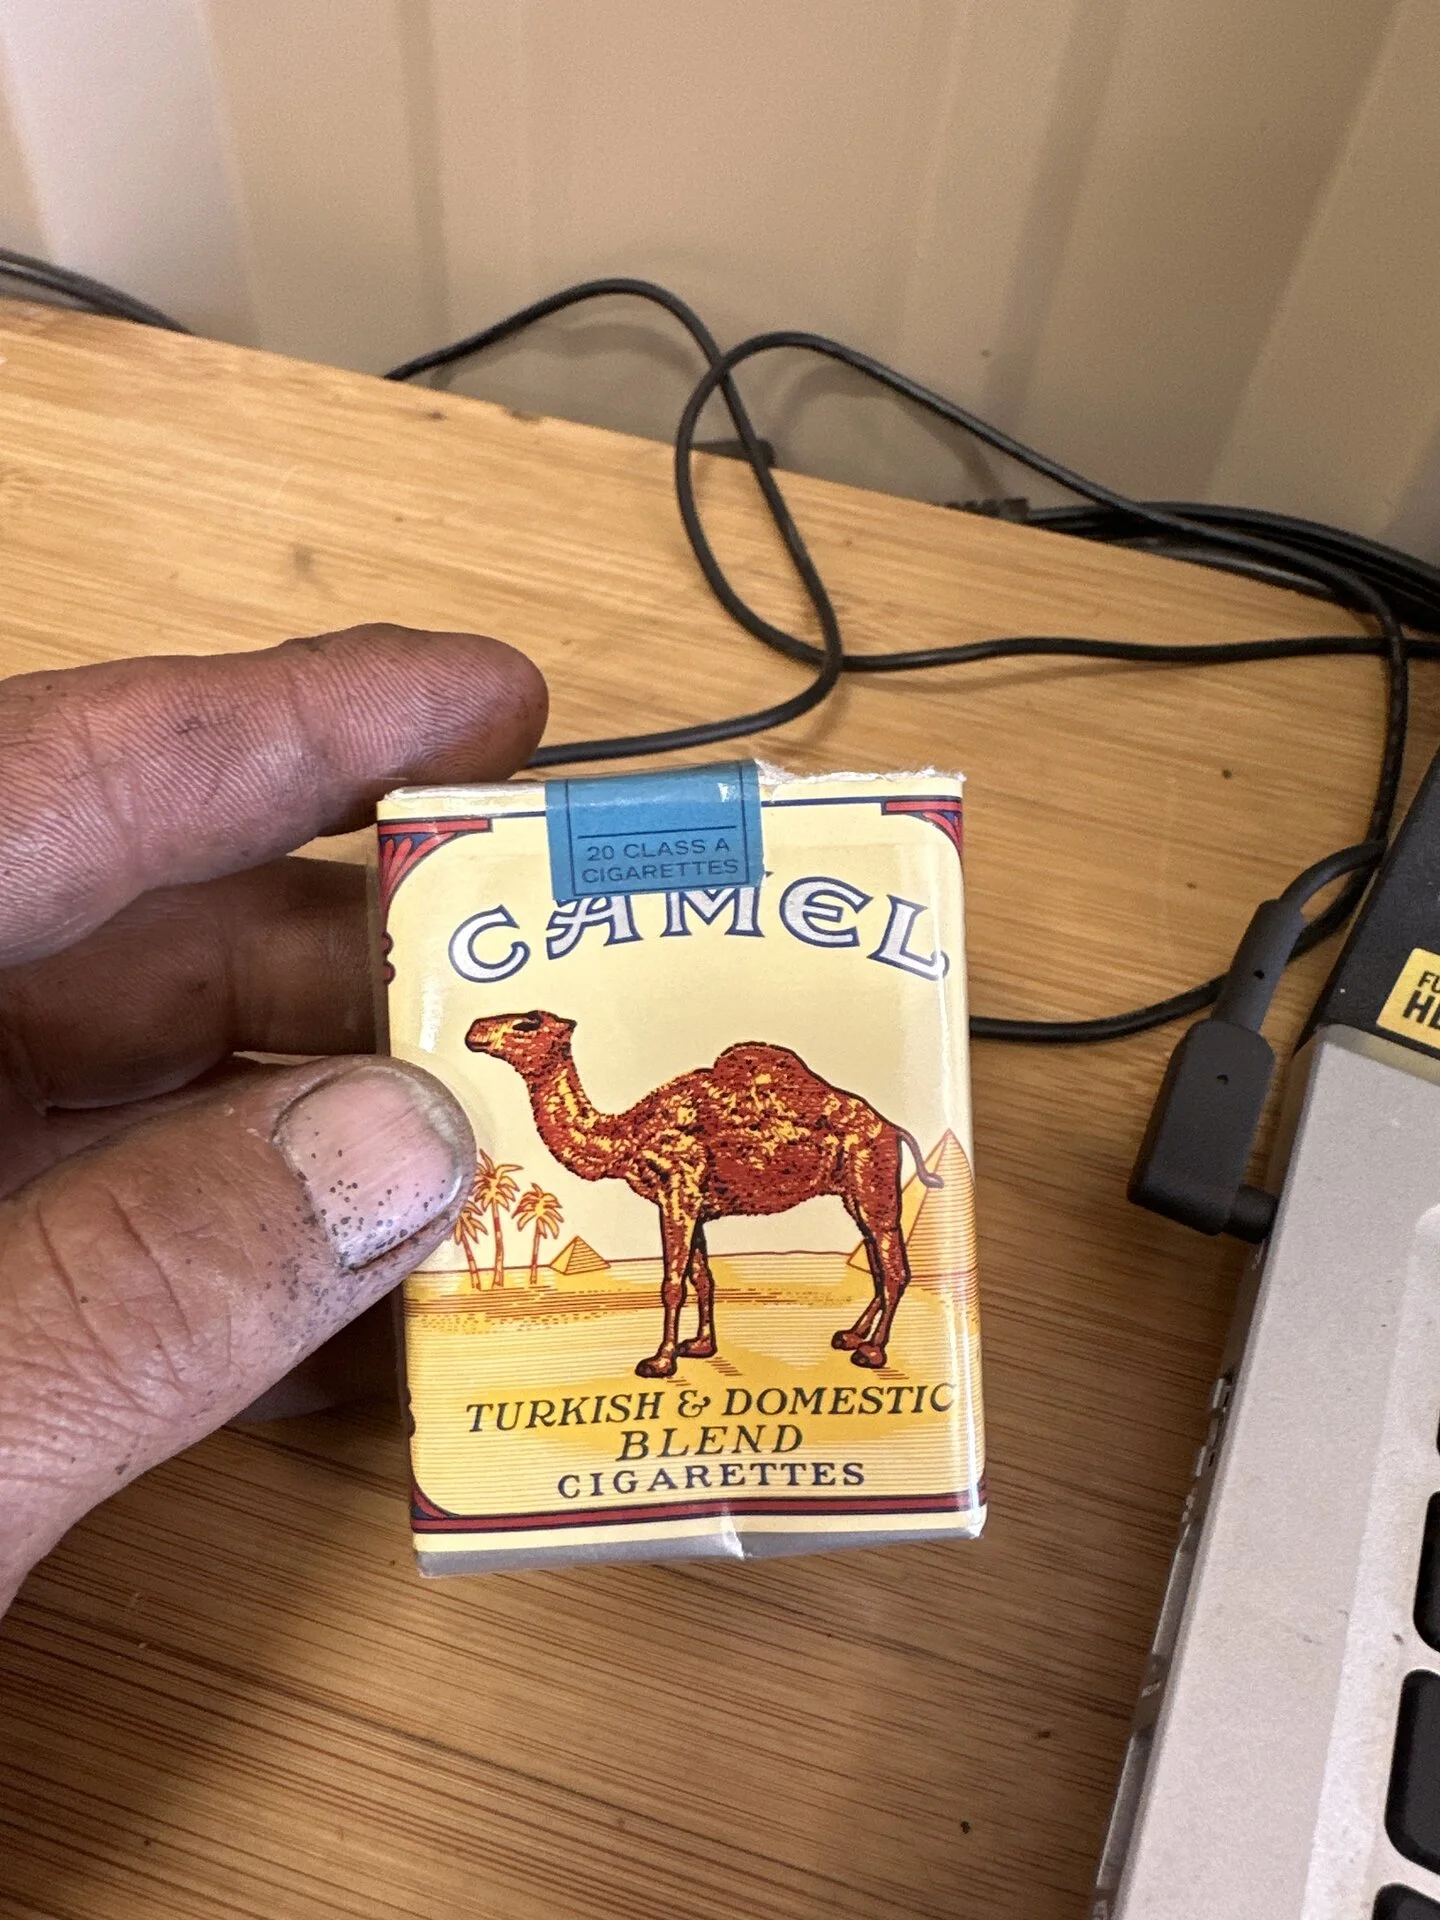 20 CLASS A
CIGARETTES
CAMEL
TURKISH & DOMESTIC
BLEND
CIGARETTES